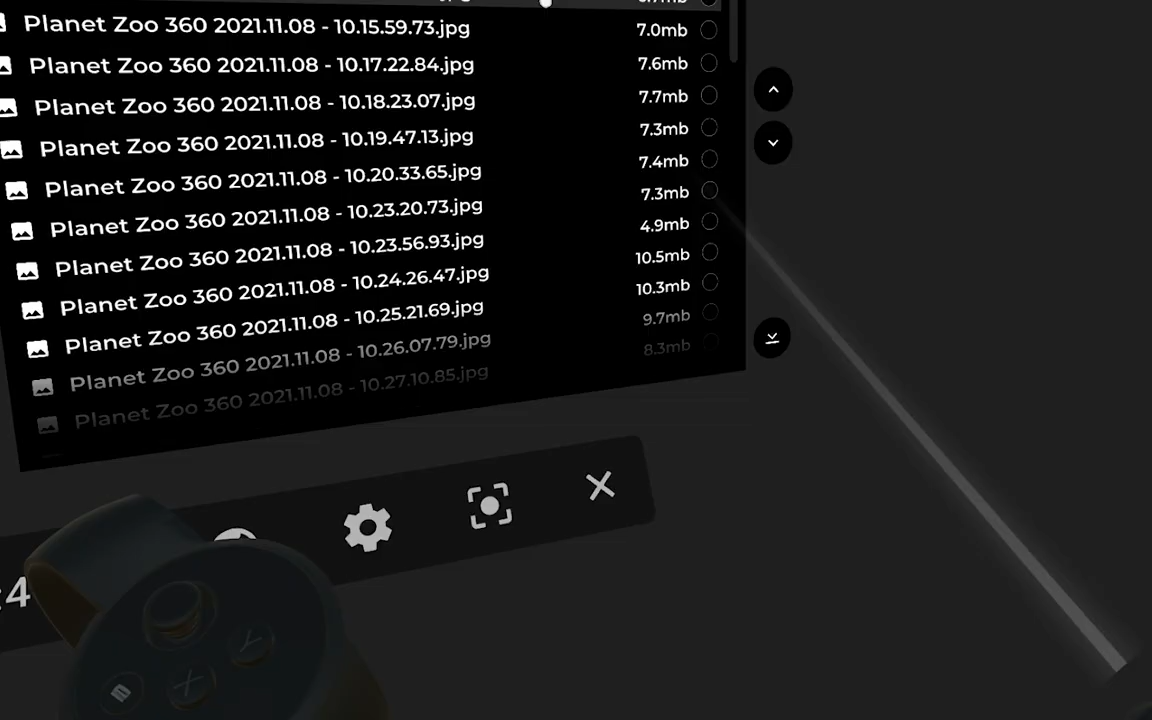 Planet Zoo 360 2021.11.08 - 10.15.59.73.jpg 7.0mb
Planet Zoo 360 2021.11.08 - 10.17.22.84.jpg 7.6mb
Planet Zoo 360 2021.11.08 - 10.18.23.07.jpg 7.7mb
Planet Zoo 360 2021.11.08 - 10.19.47.13.jpg 7.3mb
Planet Zoo 360 2021.11.08 - 10.20.33.65.jpg 7.4mb
Planet Zoo 360 2021.11.08 - 10.23.20.73.jpg 7.3mb
Planet Zoo 360 2021.11.08 - 10.23.56.93.jpg 4.9mb
Planet Zoo 360 2021.11.08 - 10.24.26.47.jpg 10.5mb
Planet Zoo 360 2021.11.08 - 10.25.21.69.jpg 10.3mb
Planet Zoo 360 2021.11.08 - 10.26.07.79.jpg 9.7mb
Planet Zoo 360 2021.11.08 - 10.27.10.85.jpg 8.3mb
:4
Y
X